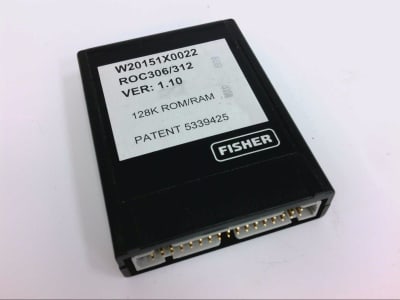 W20151X0022
ROC306/312
VER: 1.10
128K ROM/RAM
PATENT 5339425
FISHER